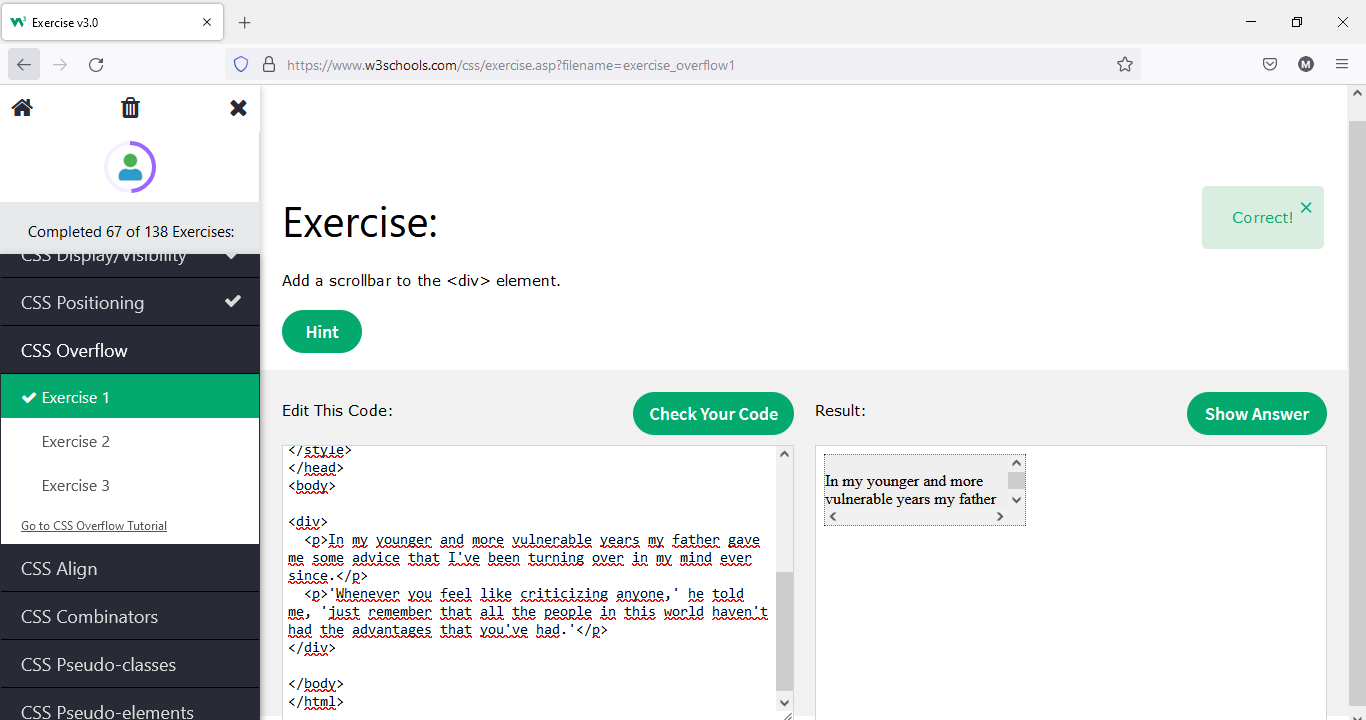 Exercise v3.0
https://www.w3schools.com/css/exercise.asp?filename=exercise_overflow1
M
Completed 67 of 138 Exercises:
CSS Display/Visibility
CSS Positioning
CSS Overflow
Exercise 1
Exercise 2
Exercise 3
Go to CSS Overflow Tutorial
CSS Align
CSS Combinators
CSS Pseudo-classes
CSS Pseudo-elements
Exercise:
Correct!
Add a scrollbar to the <div> element.
Hint
Edit This Code:
Check Your Code
</style>
</head>
<body>
<div>
<p>In my younger and more vulnerable years my father gave
me some advice that I've been turning over in my mind ever
since.</p>
<p>'Whenever you feel like criticizing anyone,' he told
me, 'just remember that all the people in this world haven't
had the advantages that you've had.'</p>
</div>
</body>
</html>
Result:
Show Answer
In my younger and more
vulnerable years my father